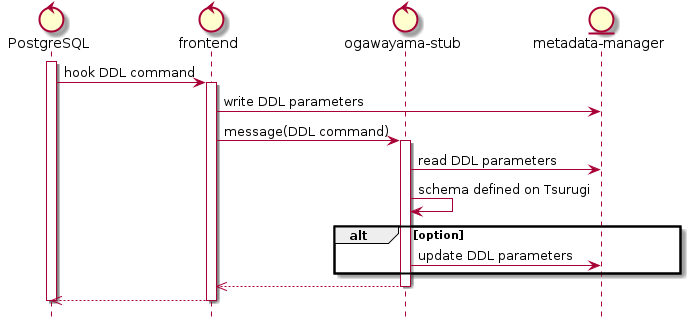 PostgreSQL
frontend
ogawayama-stub
metadata-manager
hook DDL command
write DDL parameters
message(DDL command)
read DDL parameters
schema defined on Tsurugi
alt
[option]
update DDL parameters